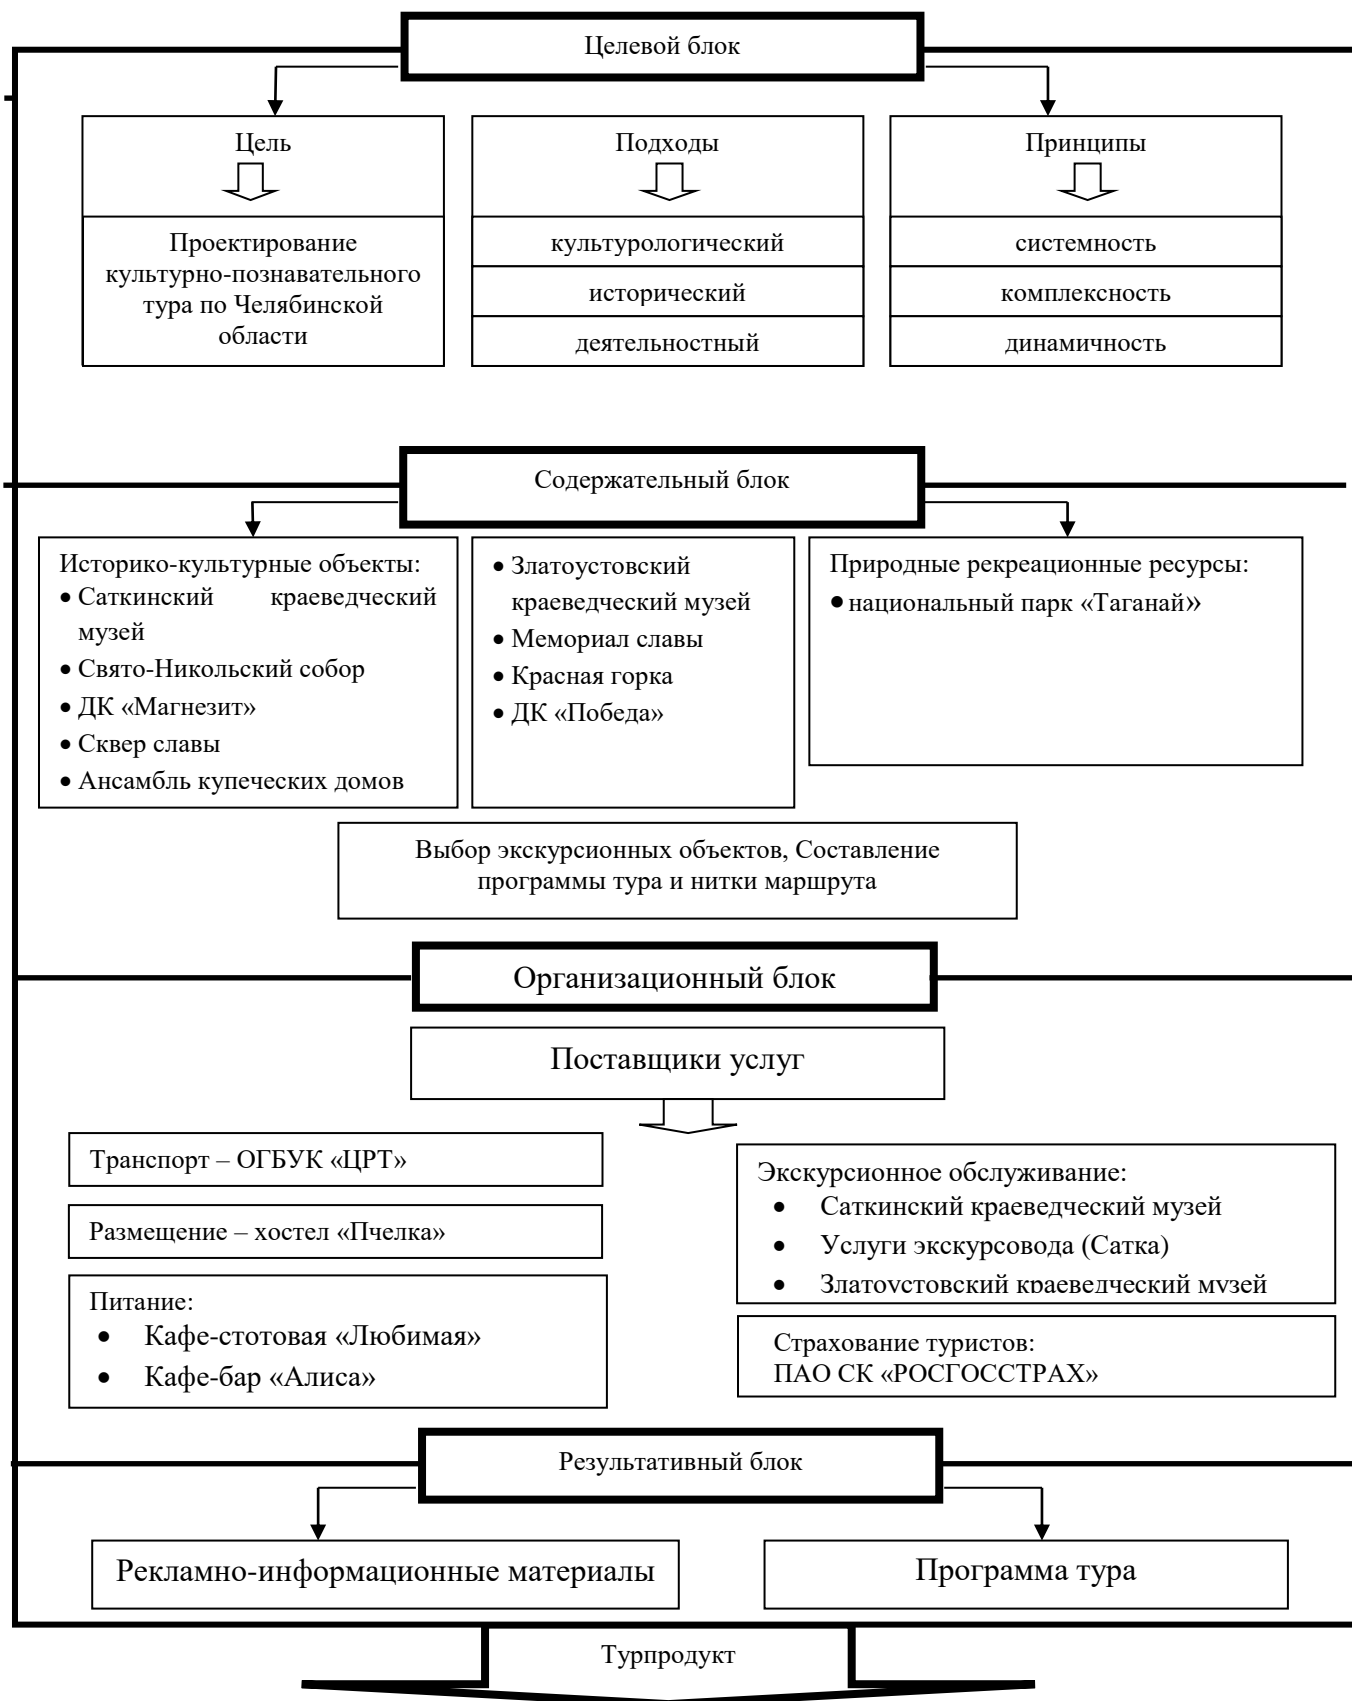 Целевой блок
Цель
Подходы
Принципы
Проектирование
культурно-познавательного
тура по Челябинской
области
культурологический
исторический
деятельностный
системность
комплексность
динамичность
Содержательный блок
Историко-культурные объекты:
• Саткинский краеведческий
музей
• Свято-Никольский собор
• ДК «Магнезит»
• Сквер славы
• Ансамбль купеческих домов
• Златоустовский
краеведческий музей
• Мемориал славы
• Красная горка
• ДК «Победа»
Природные рекреационные ресурсы:
• национальный парк «Таганай»
Выбор экскурсионных объектов, Составление
программы тура и нитки маршрута
Организационный блок
Поставщики услуг
Транспорт – ОГБУК «ЦРТ»
Размещение – хостел «Пчелка»
Питание:
• Кафе-стотовая «Любимая»
• Кафе-бар «Алиса»
Экскурсионное обслуживание:
• Саткинский краеведческий музей
• Услуги экскурсовода (Сатка)
• Златоустовский краеведческий музей
Страхование туристов:
ПАО СК «РОСГОССТРАХ»
Результативный блок
Рекламно-информационные материалы
Программа тура
Турпродукт